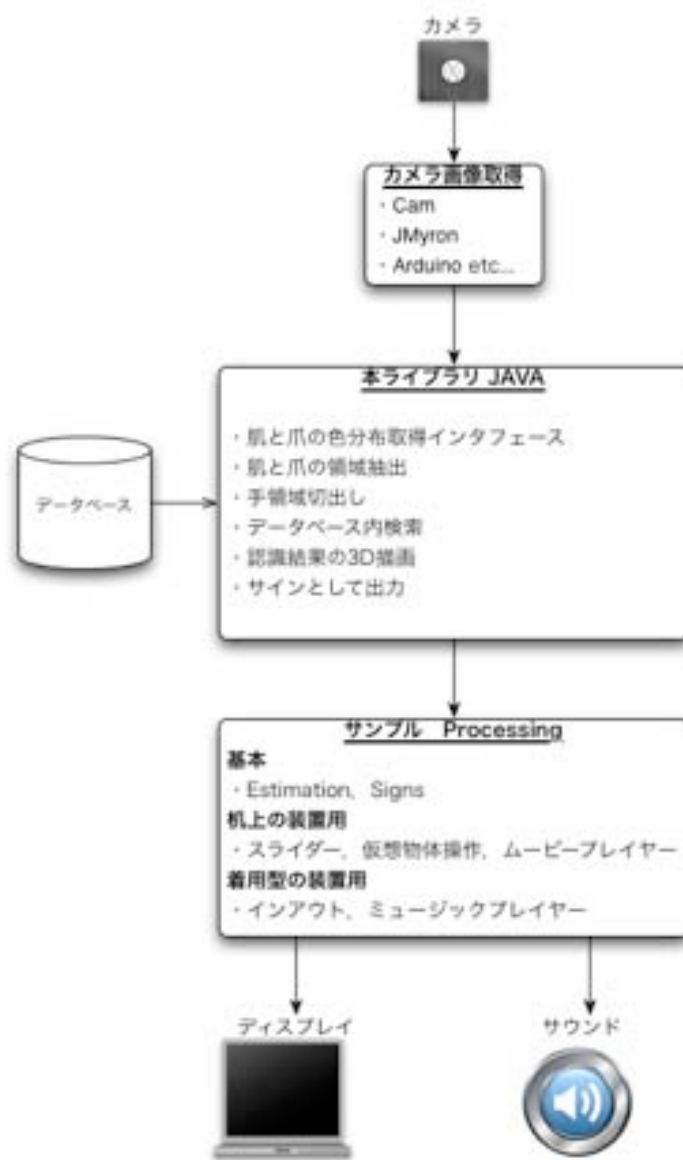 カメラ
カメラ画像取得
・Cam
・JMyron
・Arduino etc...
本ライブラリ JAVA
・肌と爪の色分布取得インタフェース
・肌と爪の領域抽出
・手領域切出し
・データベース内検索
・認識結果の3D描画
・サインとして出力
データベース
サンプル　Processing
基本
・Estimation，Signs
机上の装置用
・スライダー，仮想物体操作，ムービープレイヤー
着用型の装置用
・インアウト，ミュージックプレイヤー
ディスプレイ
サウンド